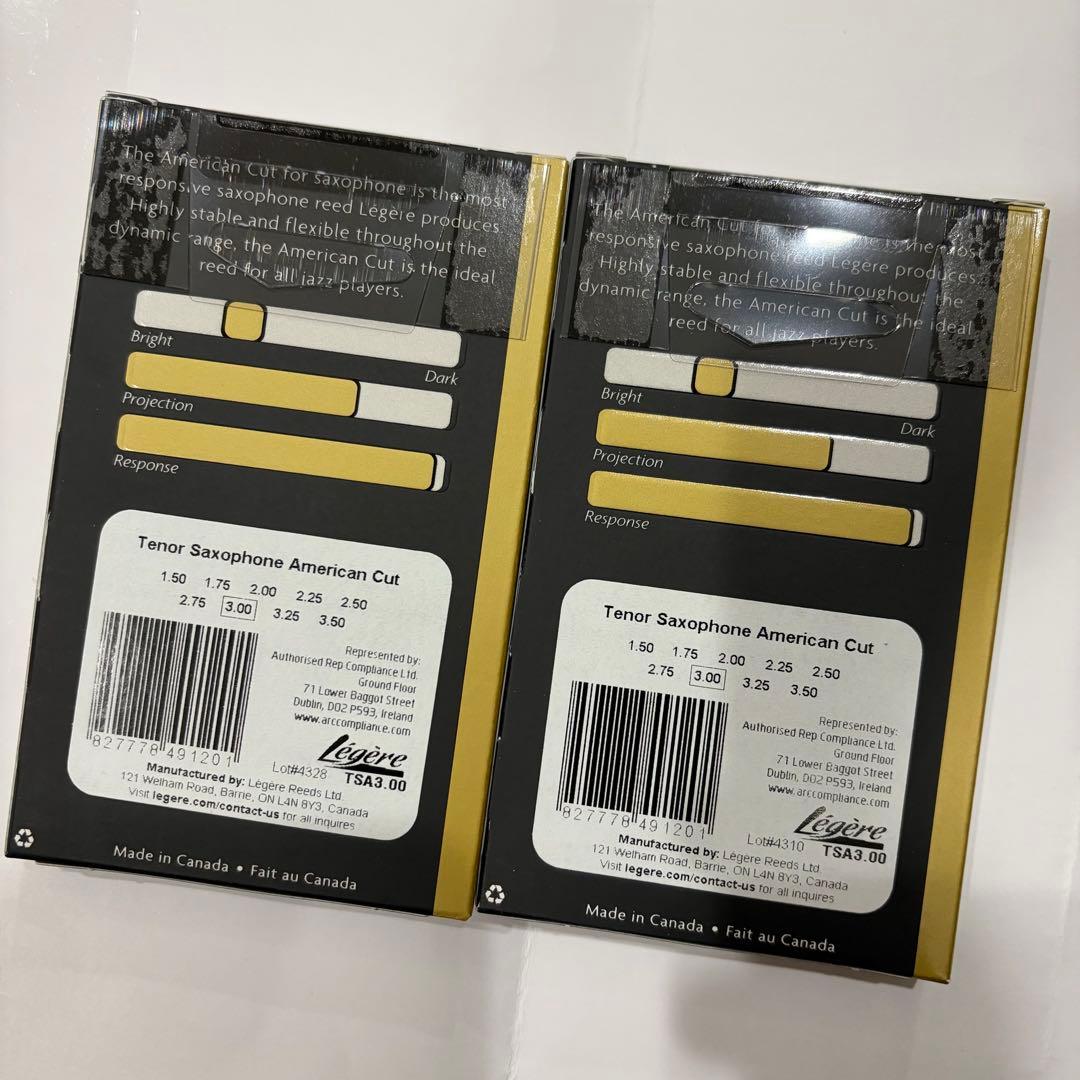 The American Cut for saxophone is the most
responsive saxophone reed Légère produces
Highly stable and flexible throughout the
dynamic range, the American Cut is the ideal
reed for all jazz players.
Bright
Dark
Projection
Response
Tenor Saxophone American Cut
1.50 1.75 2.00 2.25 2.50
2.75 3.00 3.25 3.50
Represented by:
Authorised Rep Compliance Ltd.
Ground Floor
71 Lower Baggot Street
Dublin, D02 P593, Ireland
www.arccompliance.com
827778 491201
Légère
Lot#4328 TSA3.00
Manufactured by: Légère Reeds Ltd.
121 Welham Road, Barrie, ON L4N 8Y3, Canada
Visit legere.com/contact-us for all inquires
Made in Canada • Fait au Canada
The American Cut
responsive saxophone reed Légère produces.
Highly stable and flexible throughout the
dynamic range, the American Cut is the ideal
reed for all jazz players.
Bright
Dark
Projection
Response
Tenor Saxophone American Cut
1.50 1.75 2.00 2.25 2.50
2.75 3.00 3.25 3.50
Represented by:
Authorised Rep Compliance Ltd.
Ground Floor
71 Lower Baggot Street
Dublin, D02 P593, Ireland
www.arccompliance.com
827778 491201
Légère
Lot#4310 TSA3.00
Manufactured by: Légère Reeds Ltd.
121 Welham Road, Barrie, ON L4N 8Y3, Canada
Visit legere.com/contact-us for all inquires
Made in Canada • Fait au Canada